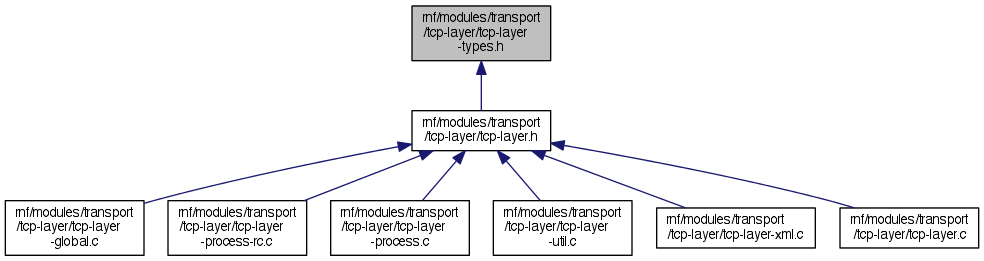 rnf/modules/transport
/tcp-layer/tcp-layer
-types.h
rnf/modules/transport
/tcp-layer/tcp-layer.h
rnf/modules/transport
/tcp-layer/tcp-layer
-global.c
rnf/modules/transport
/tcp-layer/tcp-layer
-process-rc.c
rnf/modules/transport
/tcp-layer/tcp-layer
-process.c
rnf/modules/transport
/tcp-layer/tcp-layer
-util.c
rnf/modules/transport
/tcp-layer/tcp-layer-xml.c
rnf/modules/transport
/tcp-layer/tcp-layer.c